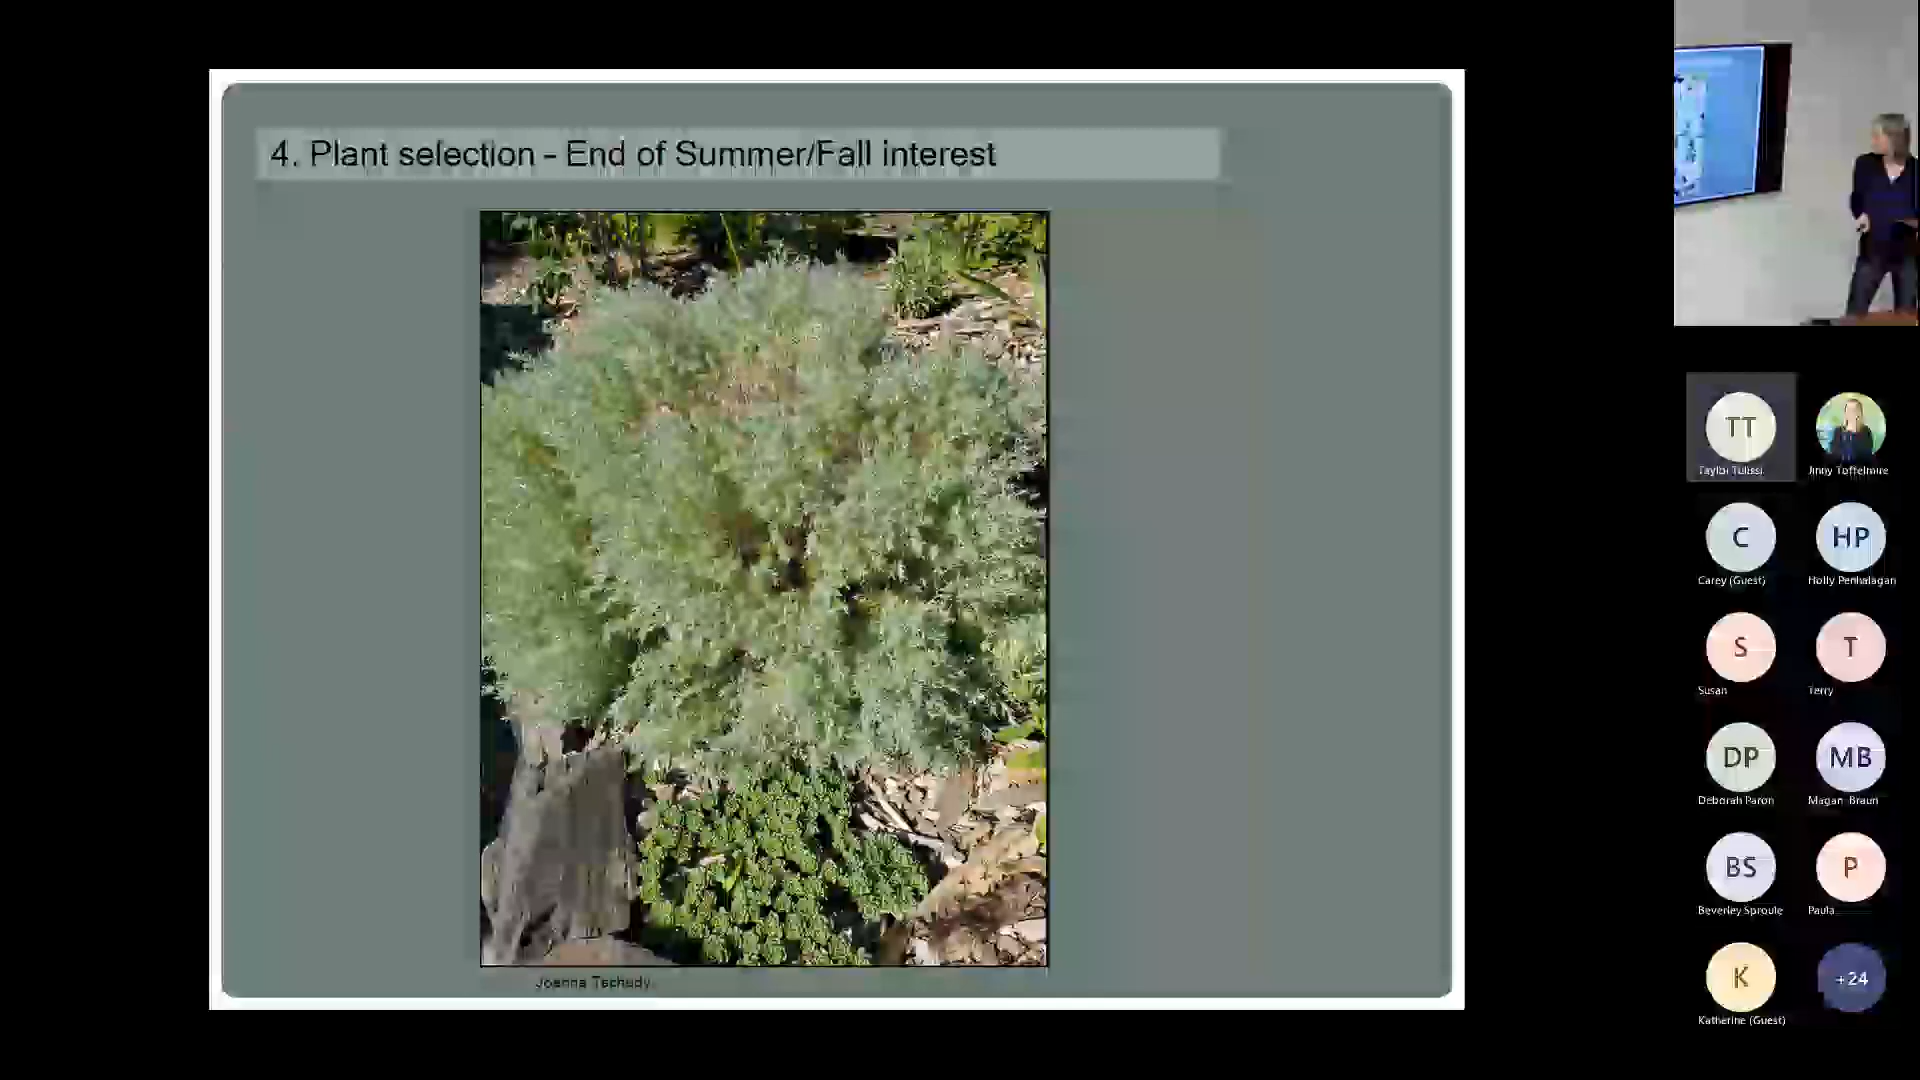 4. Plant selection - End of Summer/Fall interest
Joanna Tschudy
TT
Taylor Tulissi
Jinny Toffelmire
C
Carey (Guest)
HP
Holly Penhalagan
S
Susan
T
Terry
DP
Deborah Paron
MB
Magan Braun
BS
Beverley Sproule
P
Paula
K
Katherine (Guest)
+24